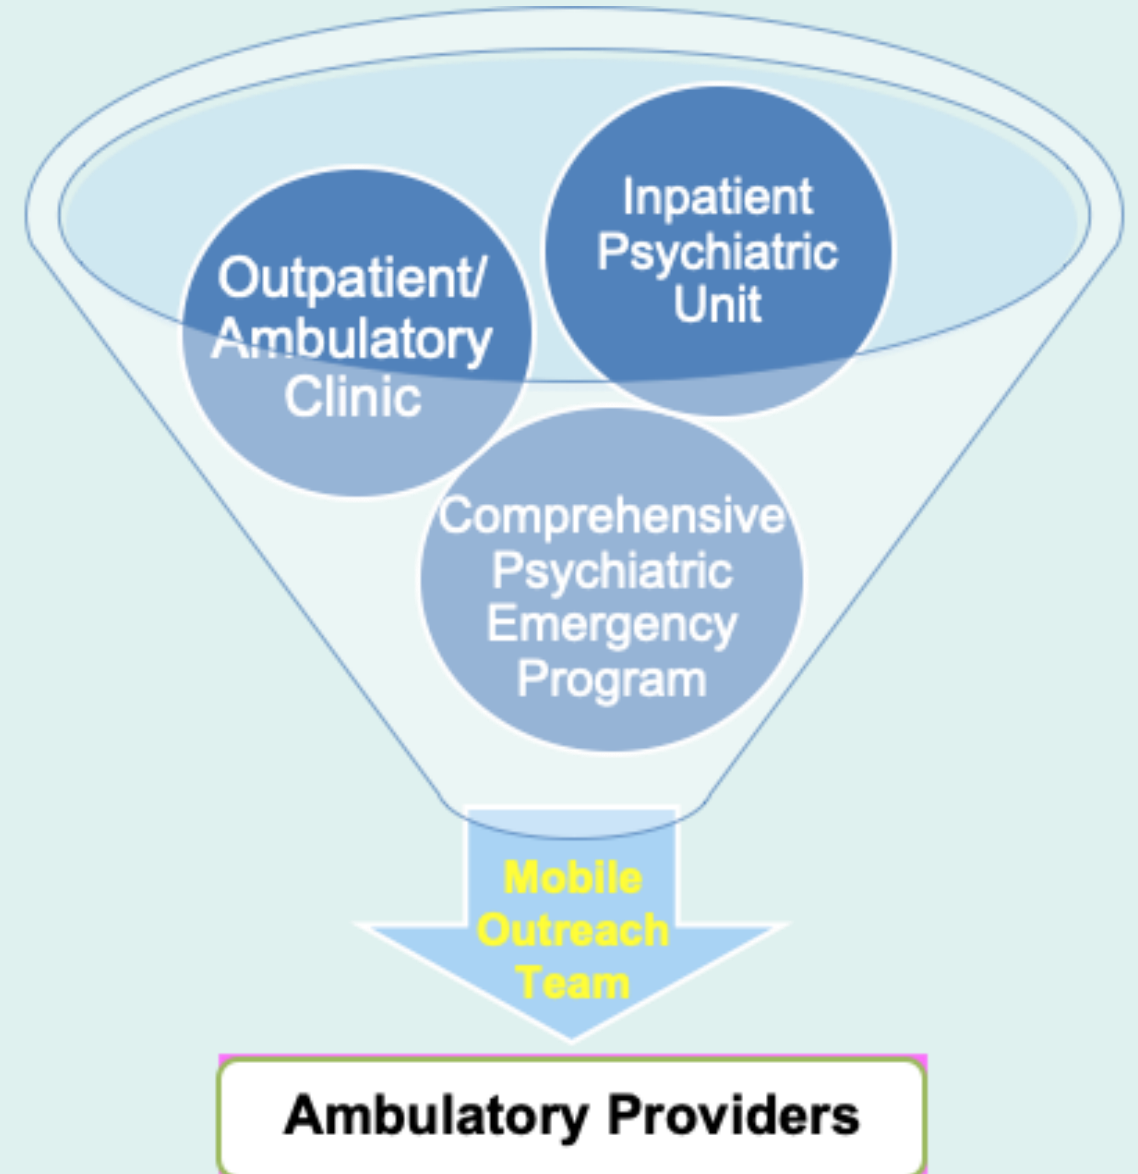 Outpatient/
Ambulatory
Clinic
Inpatient
Psychiatric
Unit
Comprehensive
Psychiatric
Emergency
Program
Mobile
Outreach
Team
Ambulatory Providers